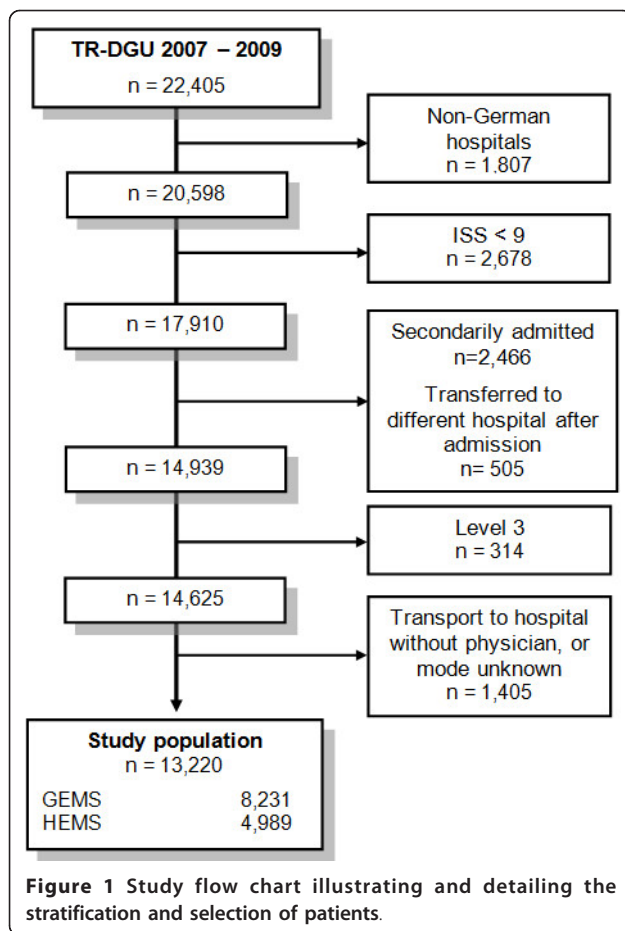 TR-DGU 2007 – 2009
n = 22,405
Non-German
hospitals
n = 1,807
n = 20,598
ISS < 9
n = 2,678
n = 17,910
Secondarily admitted
n=2,466
Transferred to
different hospital after
admission
n= 505
n = 14,939
Level 3
n = 314
n = 14,625
Transport to hospital
without physician, or
mode unknown
n = 1,405
Study population
n = 13,220
GEMS 8,231
HEMS 4,989
Figure 1 Study flow chart illustrating and detailing the
stratification and selection of patients.